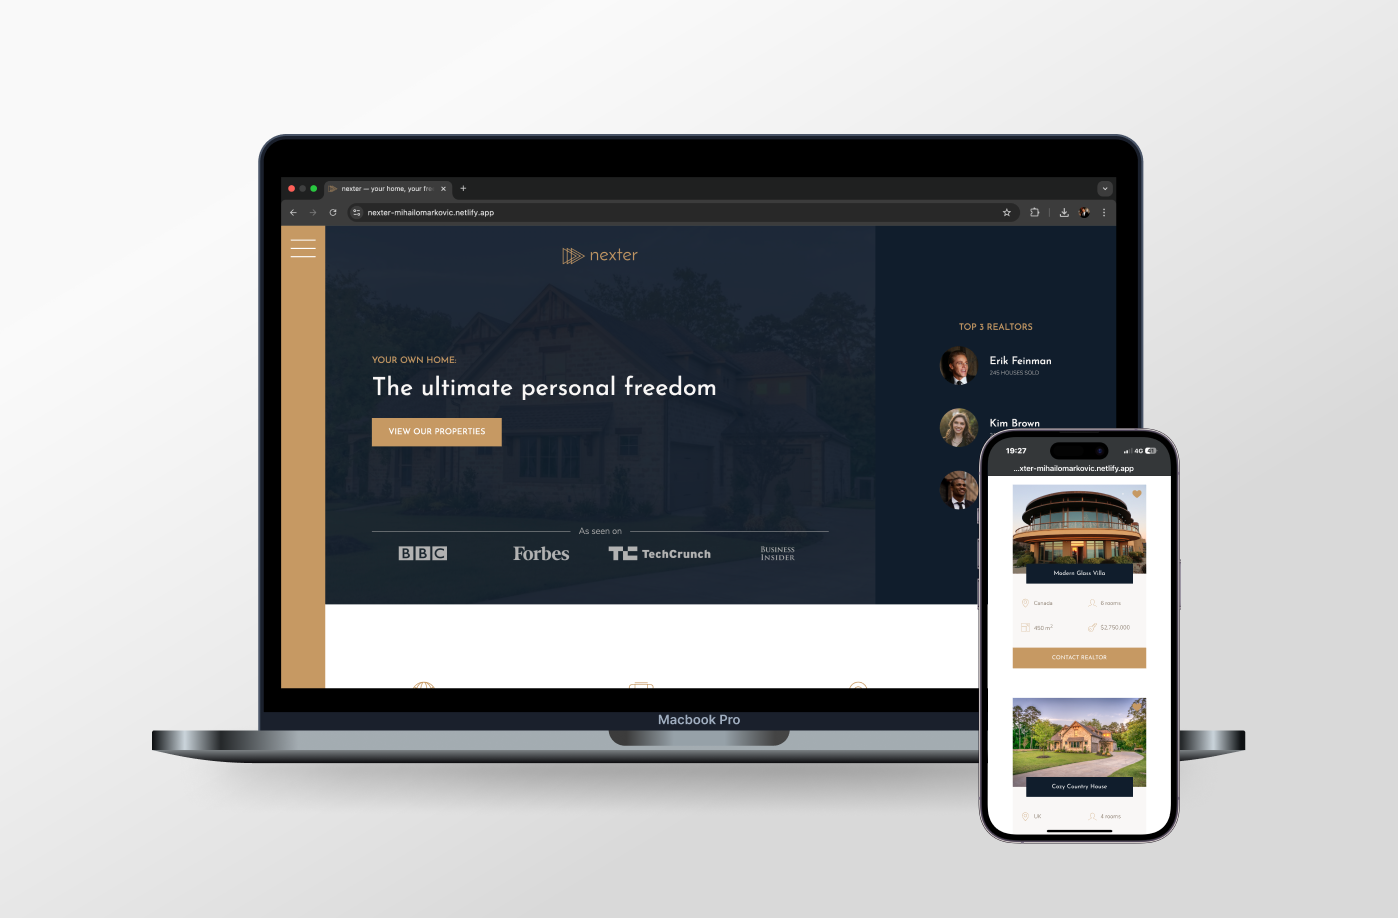 nexter — your home, your fre
nexter-mihailomarkovic.netlify.app
nexter
YOUR OWN HOME:
The ultimate personal freedom
VIEW OUR PROPERTIES
As seen on
BBC
Forbes
TC TechCrunch
BUSINESS
INSIDER
TOP 3 REALTORS
Erik Feinman
245 HOUSES SOLD
Kim Brown
Macbook Pro
19:27
4G
...xter-mihailomarkovic.netlify.app
Modern Glass Villa
Canada
6 rooms
450 m²
$2,750,000
CONTACT REALTOR
Cozy Country House
UK
4 rooms